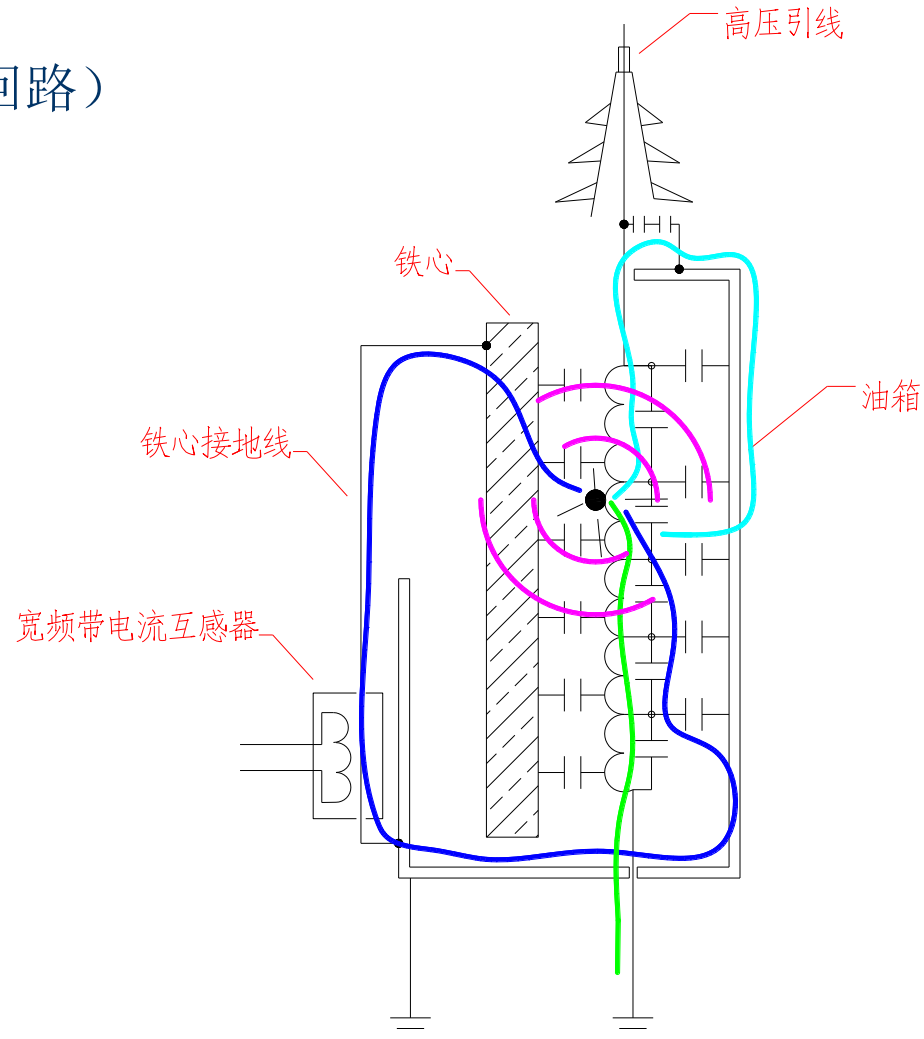 高压引线
回路）
铁心
油箱
铁心接地线
宽频带电流互感器